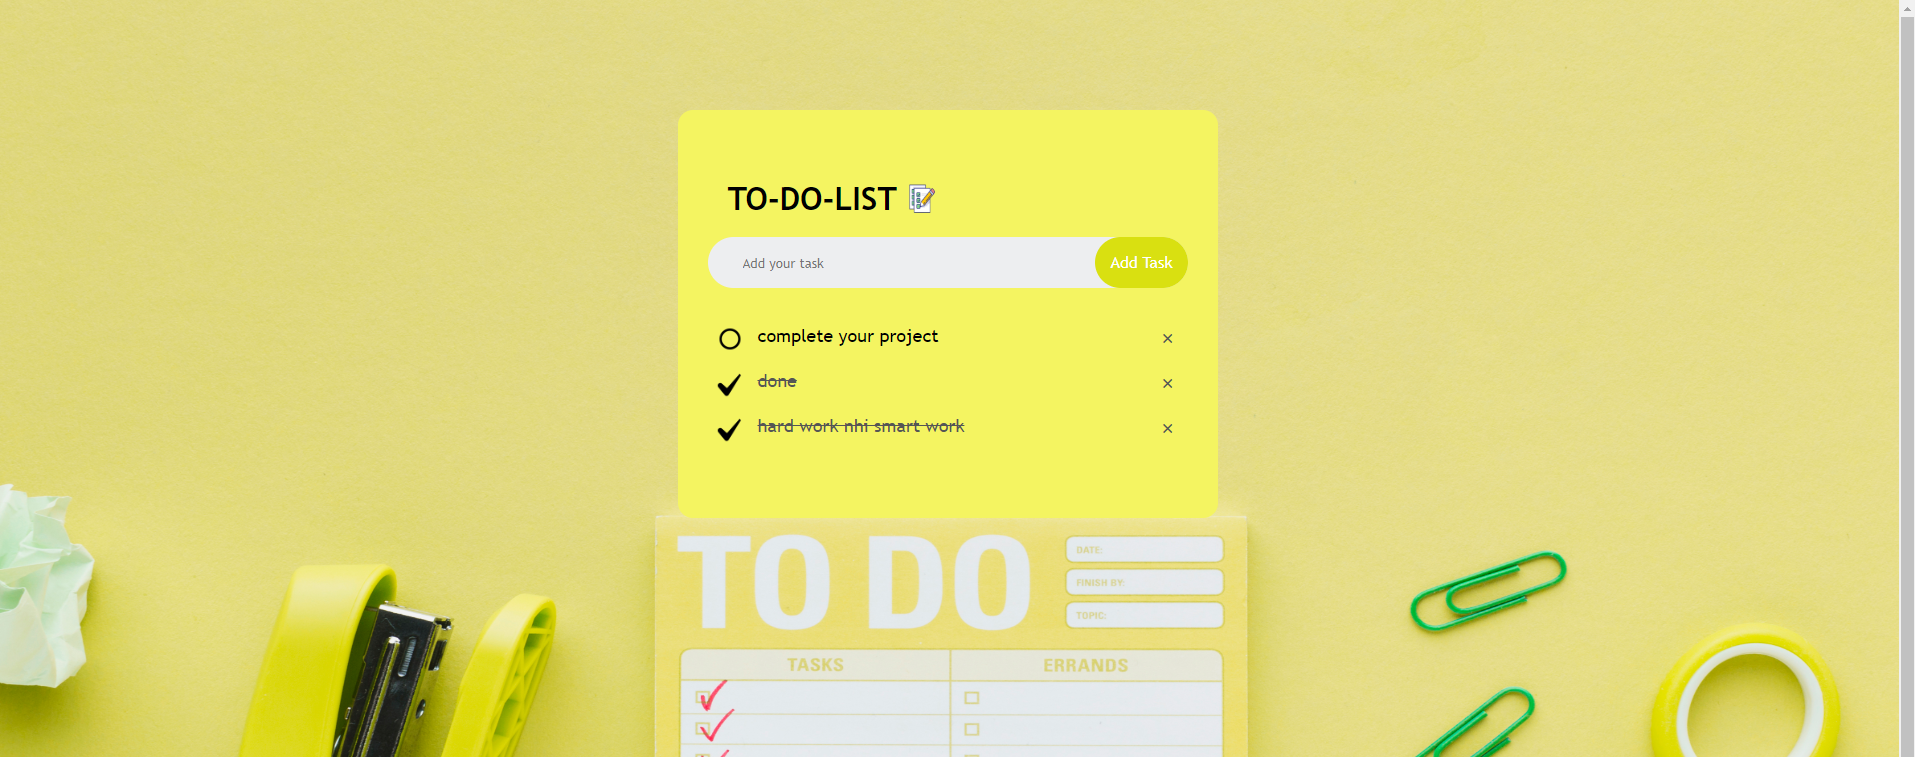 TO-DO-LIST 📝
Add your task
Add Task
complete your project
×
done
×
hard work nhi smart work
×
TO DO
DATE:
FINISH BY:
TOPIC:
TASKS
ERRANDS